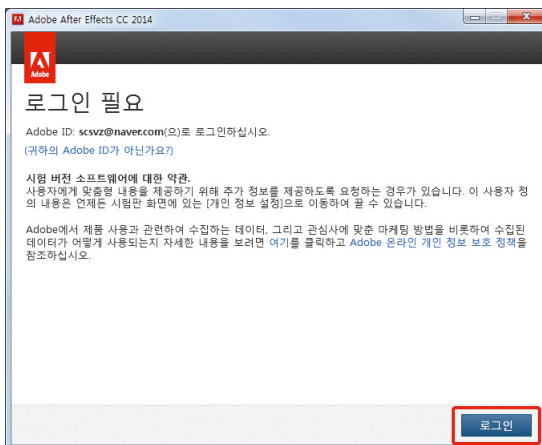 Adobe After Effects CC 2014
Adobe
로그인 필요
Adobe ID: scsvz@naver.com(으)로 로그인하십시오.
(귀하의 Adobe ID가 아닌가요?)
시험 버전 소프트웨어에 대한 약관.
사용자에게 맞춤형 내용을 제공하기 위해 추가 정보를 제공하도록 요청하는 경우가 있습니다. 이 사용자 정
의 내용은 언제든 시험판 화면에 있는 [개인 정보 설정]으로 이동하여 끌 수 있습니다.
Adobe에서 제품 사용과 관련하여 수집하는 데이터, 그리고 관심사에 맞춘 마케팅 방법을 비롯하여 수집된
데이터가 어떻게 사용되는지 자세한 내용을 보려면 여기를 클릭하고 Adobe 온라인 개인 정보 보호 정책을
참조하십시오.
로그인